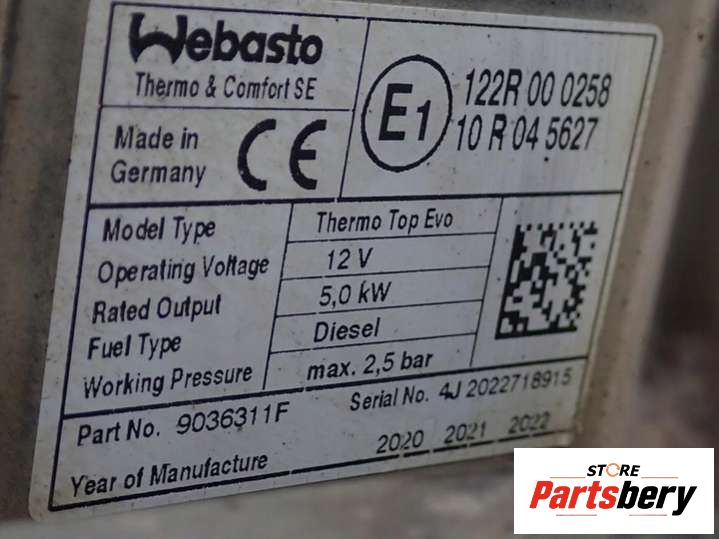 Webasto
Thermo & Comfort SE
Made in
Germany
CE
E1
122R 00 0258
10 R 04 5627
Model Type Thermo Top Evo
Operating Voltage 12 V
Rated Output 5,0 kW
Fuel Type Diesel
Working Pressure max. 2,5 bar
Part No. 9036311F Serial No. 4J 2022718915
Year of Manufacture 2020 2021 2022
STORE
Partsbery